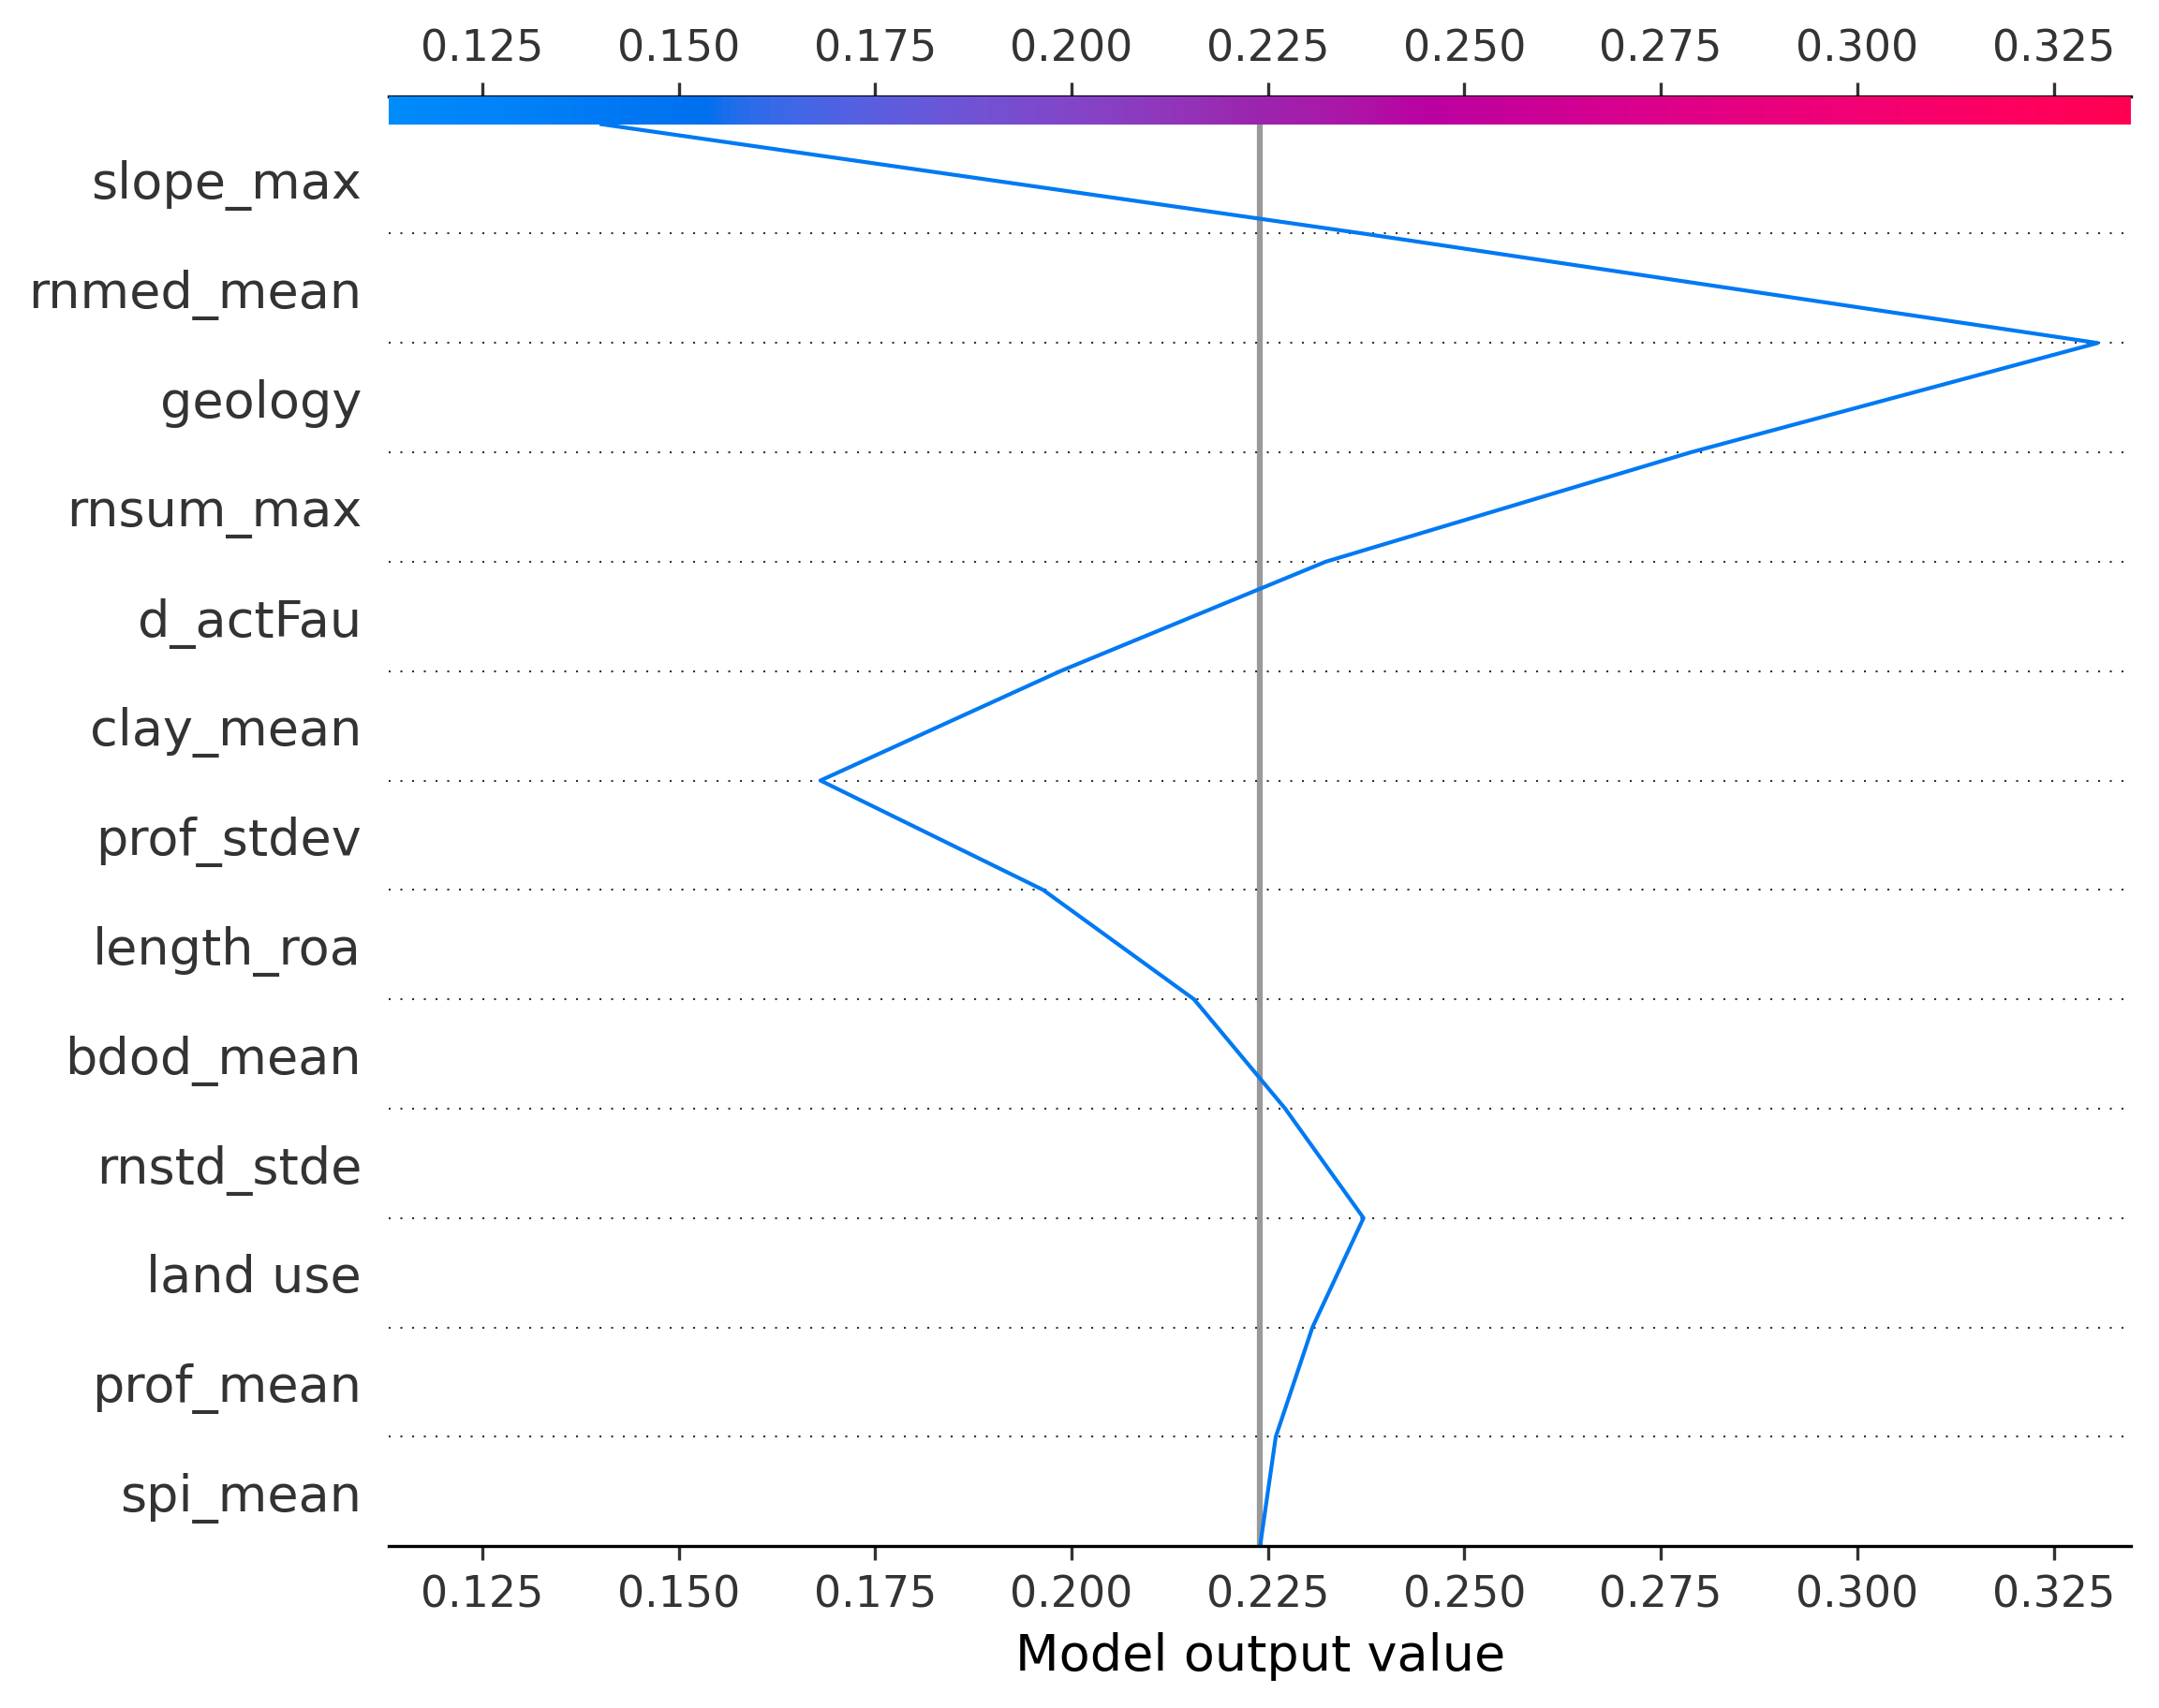 0.125 0.150 0.175 0.200 0.225 0.250 0.275 0.300 0.325
slope_max
rnmed_mean
geology
rnsum_max
d_actFau
clay_mean
prof_stdev
length_roa
bdod_mean
rnstd_stde
land use
prof_mean
spi_mean
0.125 0.150 0.175 0.200 0.225 0.250 0.275 0.300 0.325
Model output value